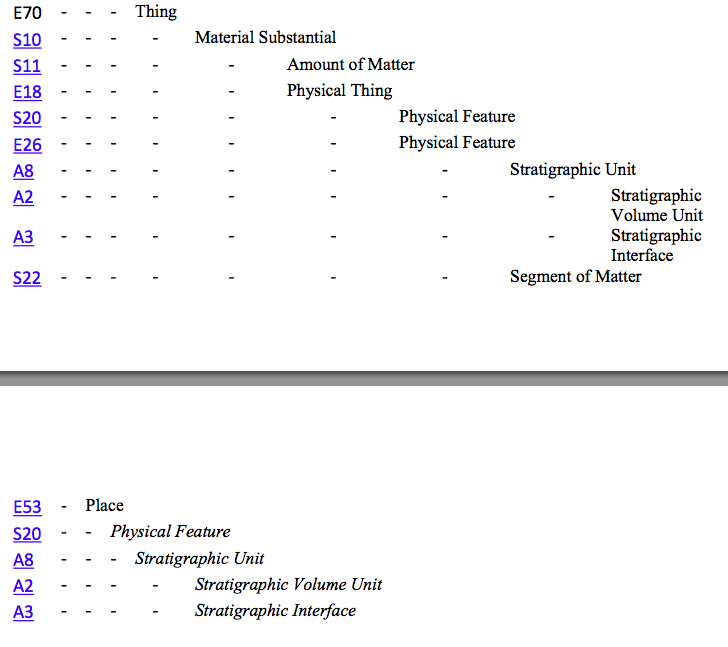 E70 - - - Thing
S10 - - - - Material Substantial
S11 - - - - - Amount of Matter
E18 - - - - - Physical Thing
S20 - - - - - - Physical Feature
E26 - - - - - - Physical Feature
A8 - - - - - - - Stratigraphic Unit
A2 - - - - - - - - Stratigraphic
Volume Unit
A3 - - - - - - - - Stratigraphic
Interface
S22 - - - - - - - Segment of Matter
E53 - Place
S20 - - Physical Feature
A8 - - - Stratigraphic Unit
A2 - - - - Stratigraphic Volume Unit
A3 - - - - Stratigraphic Interface